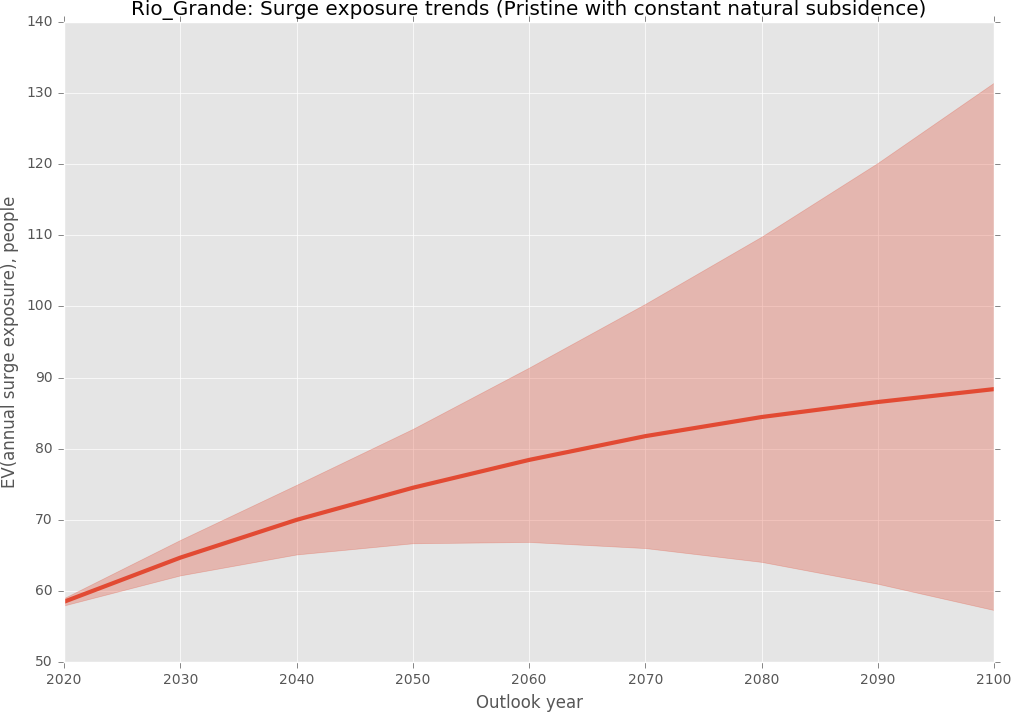 Rio_Grande: Surge exposure trends (Pristine with constant natural subsidence)
EV(annual surge exposure), people
140
130
120
110
100
90
80
70
60
50
2020 2030 2040 2050 2060 2070 2080 2090 2100
Outlook year